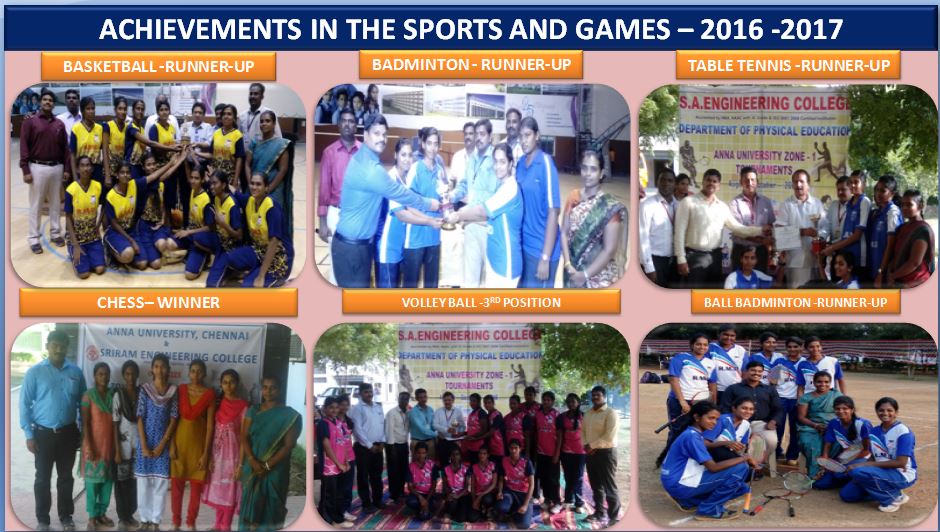 ACHIEVEMENTS IN THE SPORTS AND GAMES – 2016 -2017
BASKETBALL -RUNNER-UP
BADMINTON - RUNNER-UP
TABLE TENNIS -RUNNER-UP
S.A.ENGINEERING COLLEGE
DEPARTMENT OF PHYSICAL EDUCATION
ANNA UNIVERSITY ZONE - 1
TOURNAMENTS
CHESS– WINNER
VOLLEY BALL -3RD POSITION
BALL BADMINTON -RUNNER-UP
ANNA UNIVERSITY, CHENNAI
&
SRIRAM ENGINEERING COLLEGE
S.A.ENGINEERING COLLEGE
DEPARTMENT OF PHYSICAL EDUCATION
ANNA UNIVERSITY ZONE - 1
TOURNAMENTS